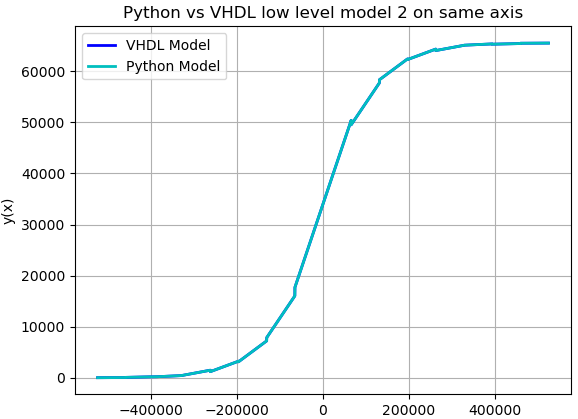 Python vs VHDL low level model 2 on same axis
VHDL Model
Python Model
y(x)
60000
50000
40000
30000
20000
10000
0
−400000 −200000 0 200000 400000